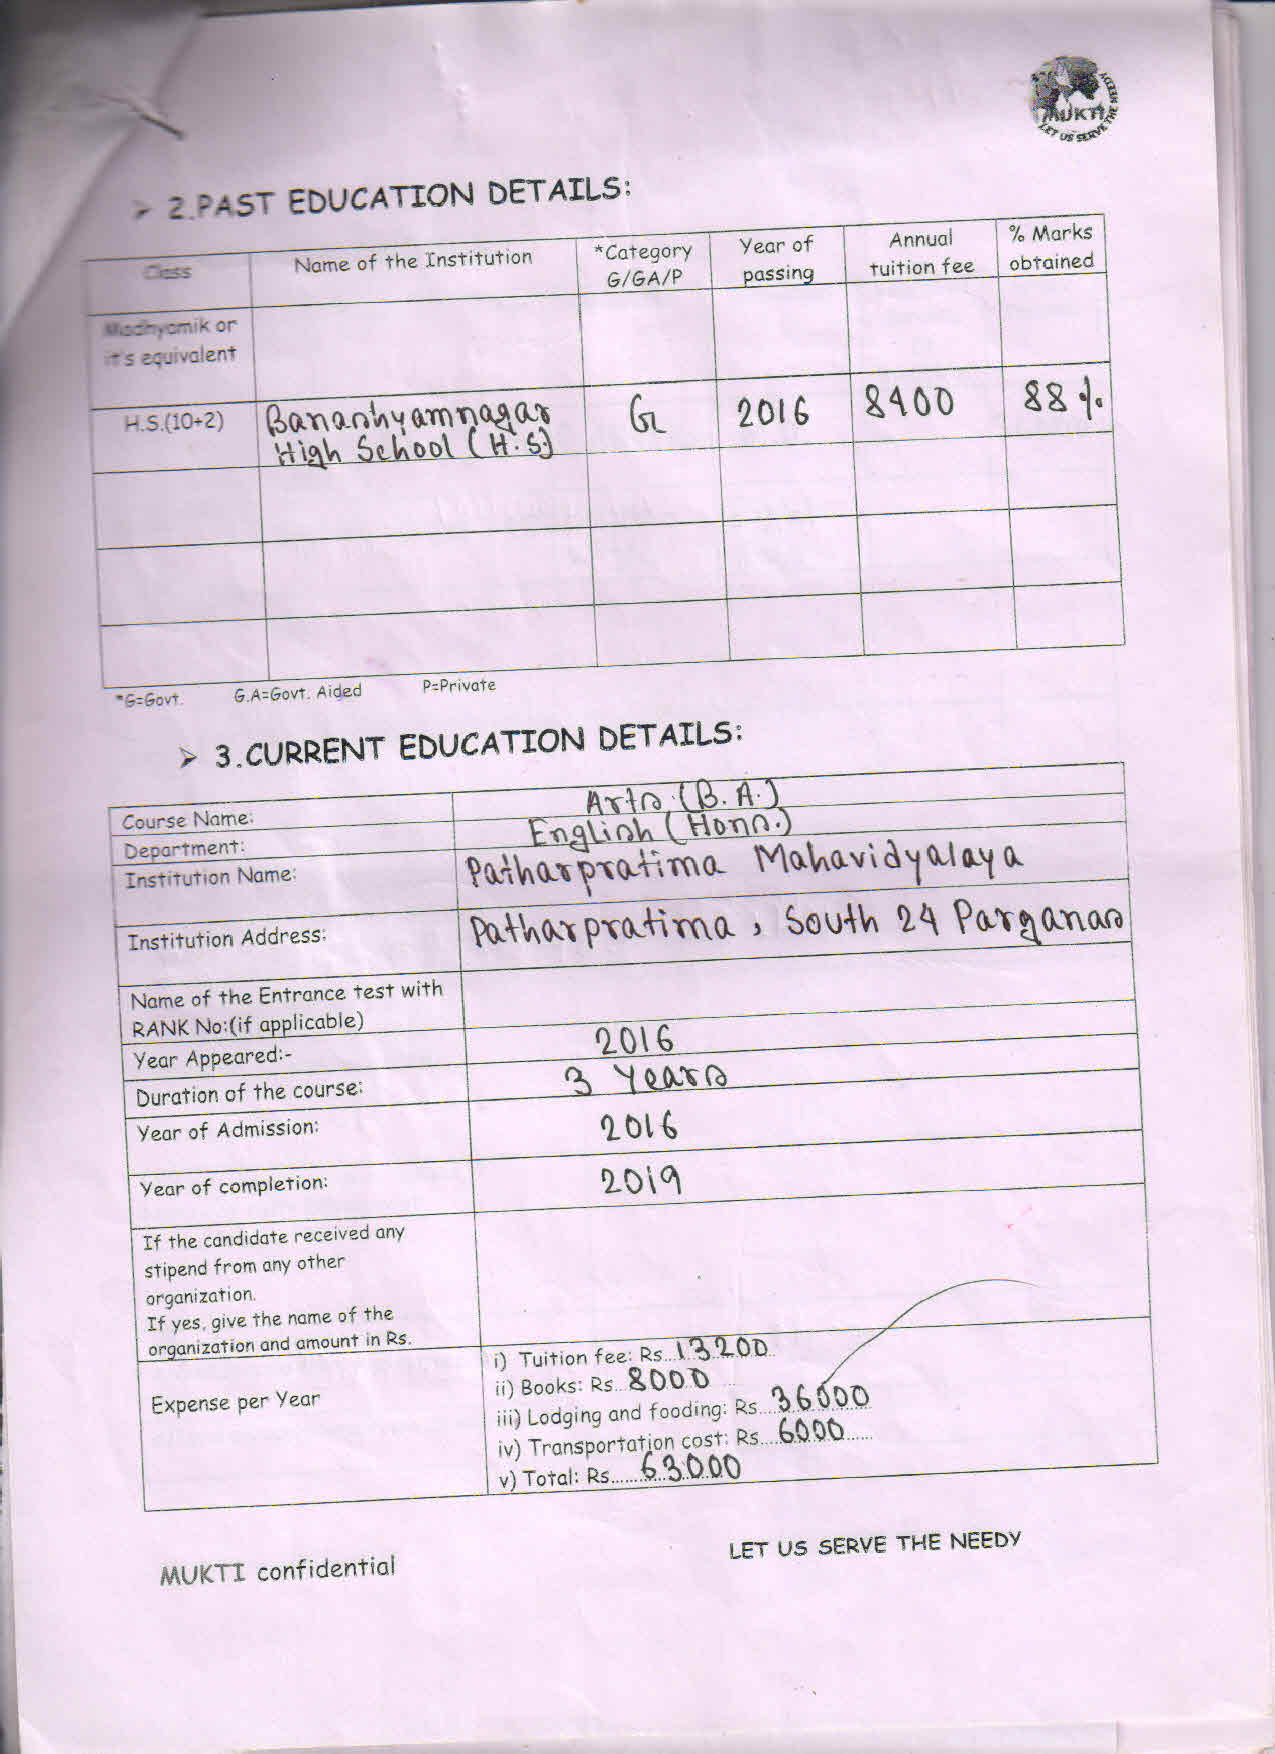 MUKTI
LET US SERVE THE NEEDY
➢ 2.PAST EDUCATION DETAILS:
Class Name of the Institution *Category G/GA/P Year of passing Annual tuition fee % Marks obtained
Madhyamik or
it's equivalent
H.S.(10+2) Banashyamnagar High School (H.S) G 2016 8400 88%
*G=Govt. G.A=Govt. Aided P=Private
➢ 3.CURRENT EDUCATION DETAILS:
Course Name: Arts (B.A.)
Department: English (Hons.)
Institution Name: Patharpratima Mahavidyalaya
Institution Address: Patharpratima, South 24 Parganas
Name of the Entrance test with
RANK No:(if applicable)
Year Appeared:- 2016
Duration of the course: 3 Years
Year of Admission: 2016
Year of completion: 2019
If the candidate received any
stipend from any other
organization.
If yes, give the name of the
organization and amount in Rs.
Expense per Year
i) Tuition fee: Rs...13200
ii) Books: Rs...8000
iii) Lodging and fooding: Rs....36000
iv) Transportation cost: Rs....6000......
v) Total: Rs.......63000
MUKTI confidential LET US SERVE THE NEEDY